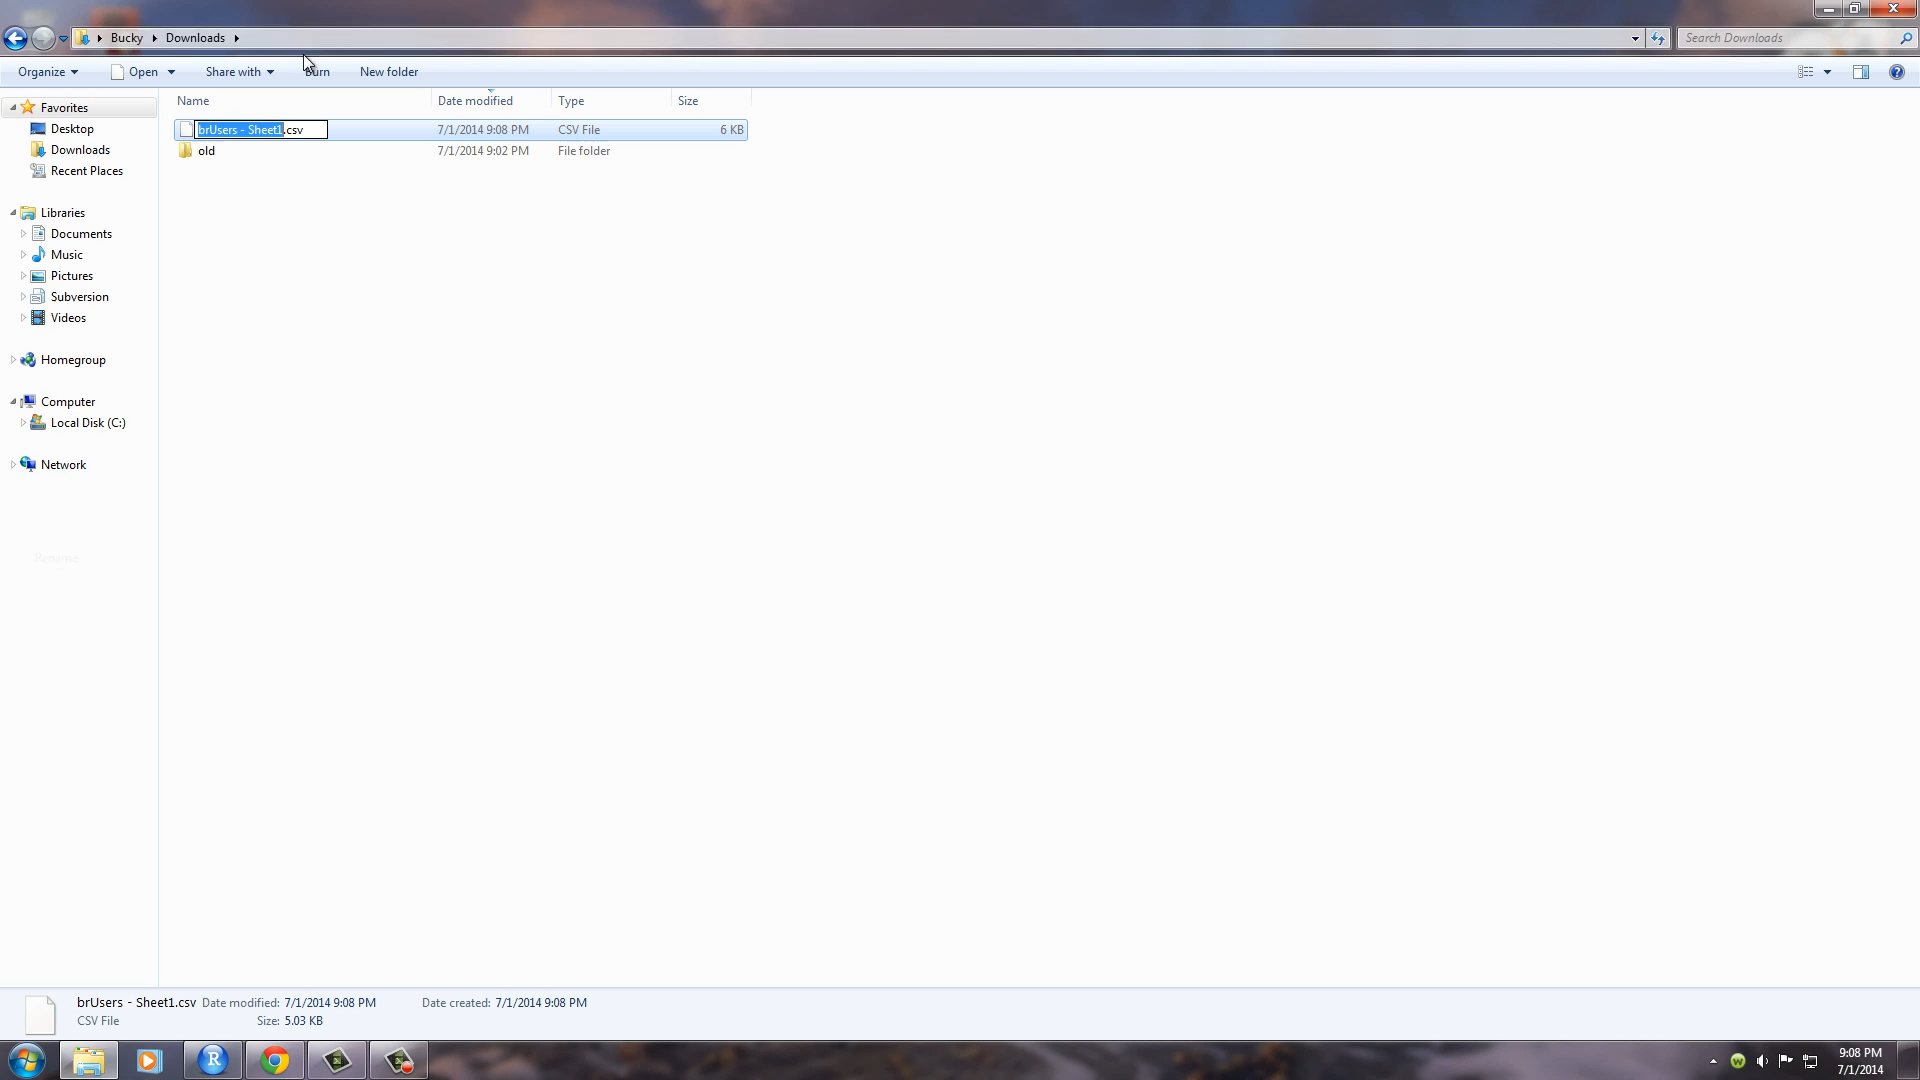 Bucky Downloads
Search Downloads
Organize Open Share with Burn New folder
Name Date modified Type Size
Favorites
Desktop
Downloads
Recent Places
Libraries
Documents
Music
Pictures
Subversion
Videos
Homegroup
Computer
Local Disk (C:)
Network
brUsers - Sheet1.csv 7/1/2014 9:08 PM CSV File 6 KB
old 7/1/2014 9:02 PM File folder
Rename
brUsers - Sheet1.csv Date modified: 7/1/2014 9:08 PM Date created: 7/1/2014 9:08 PM
CSV File Size: 5.03 KB
R
w
9:08 PM
7/1/2014